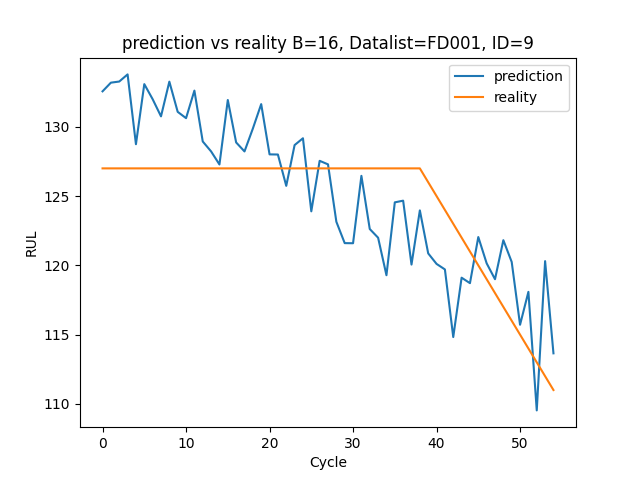 prediction vs reality B=16, Datalist=FD001, ID=9
prediction
reality
RUL
130
125
120
115
110
0 10 20 30 40 50
Cycle